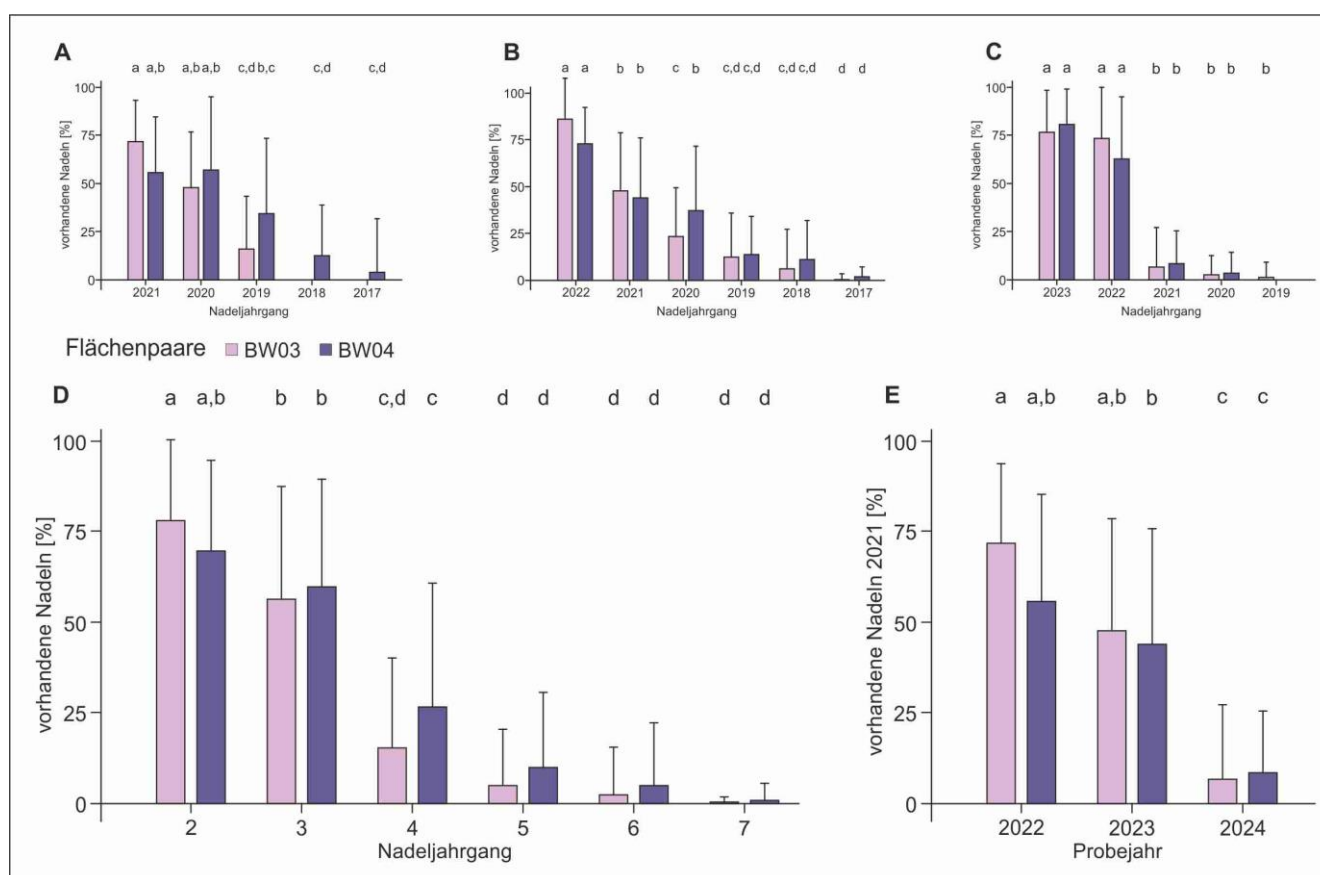 A
a a,b a,b a,b c,d b,c c,d c,d
100
75
50
25
0
vorhandene Nadeln [%]
2021 2020 2019 2018 2017
Nadeljahrgang
B
a a b b c b c,d c,d c,d c,d d d
100
75
50
25
0
vorhandene Nadeln [%]
2022 2021 2020 2019 2018 2017
Nadeljahrgang
C
a a a a b b b b b
100
75
50
25
0
vorhandene Nadeln [%]
2023 2022 2021 2020 2019
Nadeljahrgang
Flächenpaare BW03 BW04
D
a a,b b b c,d c d d d d d d
100
75
50
25
0
vorhandene Nadeln [%]
2 3 4 5 6 7
Nadeljahrgang
E
a a,b a,b b c c
100
75
50
25
0
vorhandene Nadeln 2021 [%]
2022 2023 2024
Probejahr